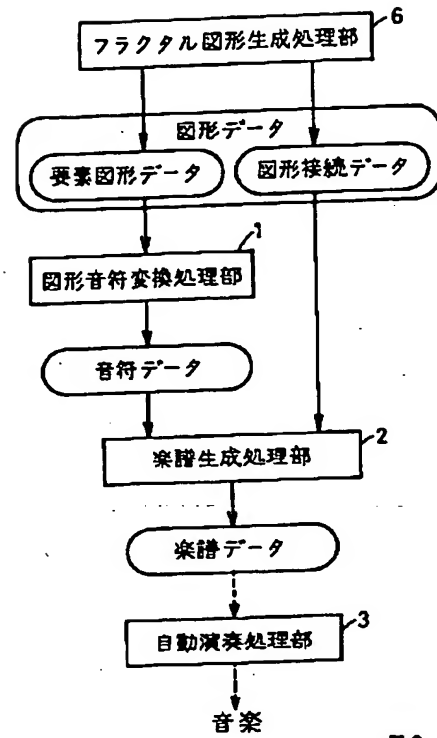 フラクタル図形生成処理部
6
図形データ
要素図形データ
図形接続データ
1
図形音符変換処理部
音符データ
2
楽譜生成処理部
楽譜データ
3
自動演奏処理部
音楽